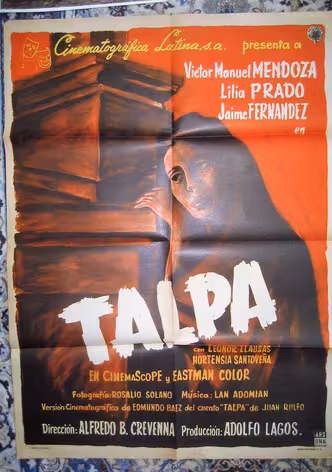 Cinematográfica Latina, s.a. presenta a
Victor Manuel MENDOZA
Lilia PRADO
Jaime FERNANDEZ
en
TALPA
con LEONOR LLAUSAS
HORTENSIA SANTOVEÑA
EN CINEMASCOPE y EASTMAN COLOR
Fotografía: ROSALIO SOLANO Música: LAN ADOMIAN
Versión Cinematográfica de EDMUNDO BAEZ del cuento "TALPA" de JUAN RULFO
DIRECCIÓN: ALFREDO B. CREVENNA PRODUCCIÓN: ADOLFO LAGOS.